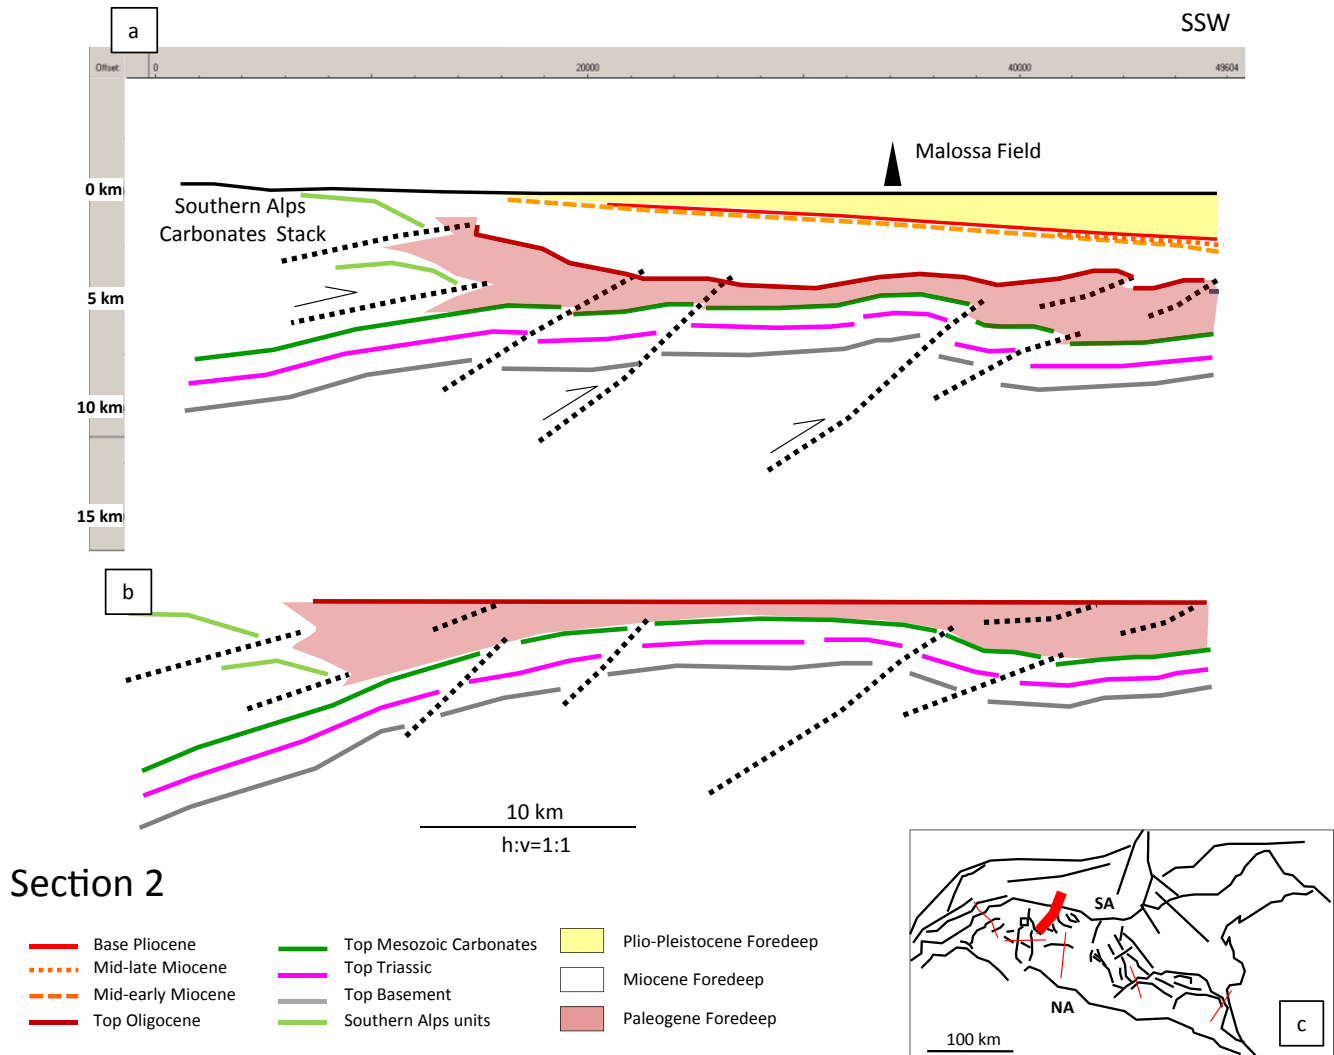 a
SSW
Offset: 0 20000 40000 49604
Malossa Field
0 km
Southern Alps
Carbonates Stack
5 km
10 km
15 km
b
10 km
h:v=1:1
Section 2
SA
NA
100 km
c
Base Pliocene
Mid-late Miocene
Mid-early Miocene
Top Oligocene
Top Mesozoic Carbonates
Top Triassic
Top Basement
Southern Alps units
Plio-Pleistocene Foredeep
Miocene Foredeep
Paleogene Foredeep